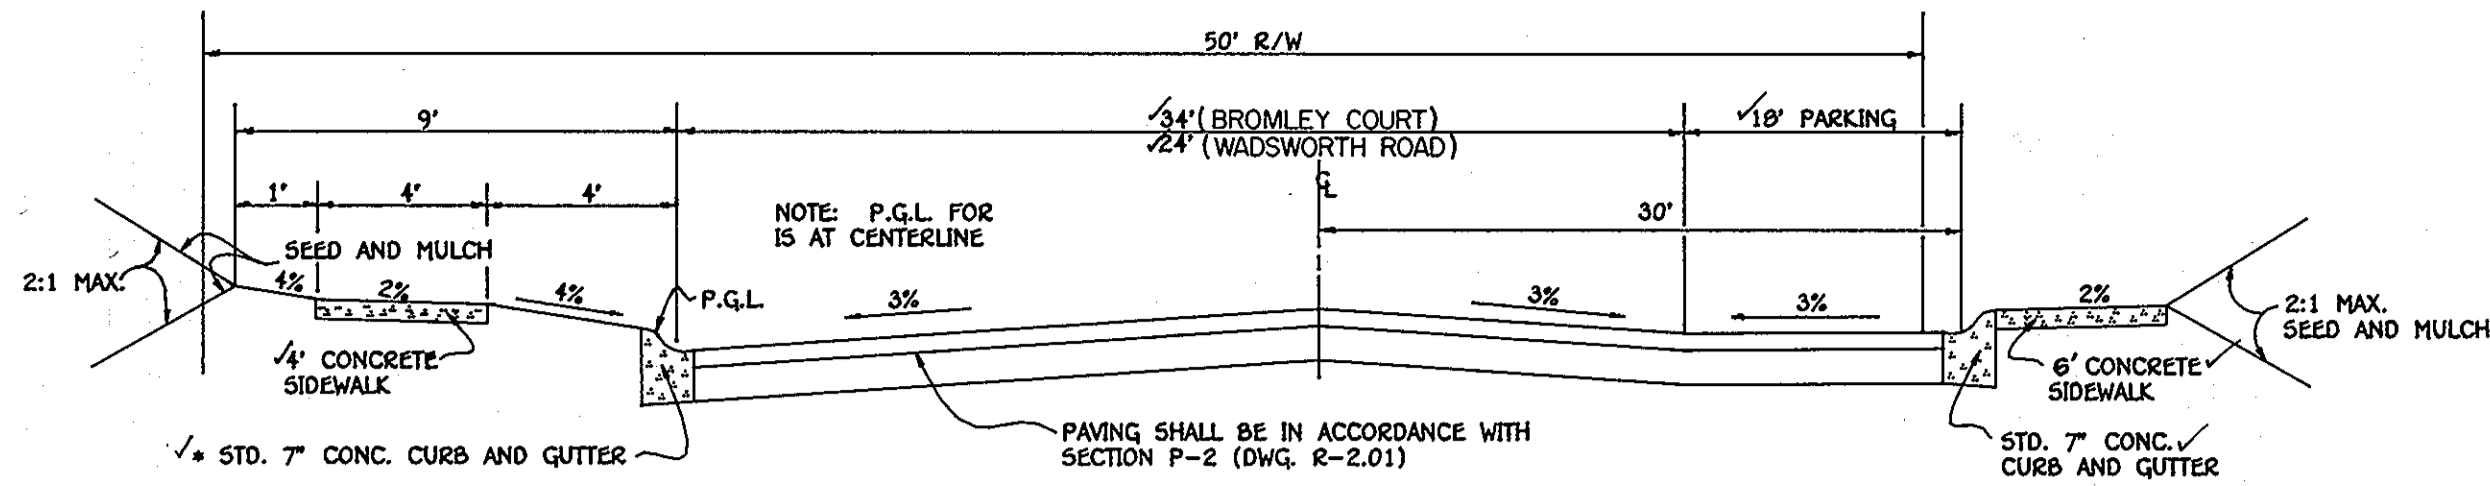 50' R/W
9'
34' (BROMLEY COURT)
24' (WADSWORTH ROAD)
18' PARKING
1'
4'
4'
NOTE: P.G.L. FOR
IS AT CENTERLINE
℄
30'
SEED AND MULCH
2:1 MAX.
4%
2%
4%
P.G.L.
3%
3%
3%
2%
2:1 MAX.
SEED AND MULCH
4' CONCRETE
SIDEWALK
6' CONCRETE
SIDEWALK
* STD. 7" CONC. CURB AND GUTTER
PAVING SHALL BE IN ACCORDANCE WITH
SECTION P-2 (DWG. R-2.01)
STD. 7" CONC.
CURB AND GUTTER